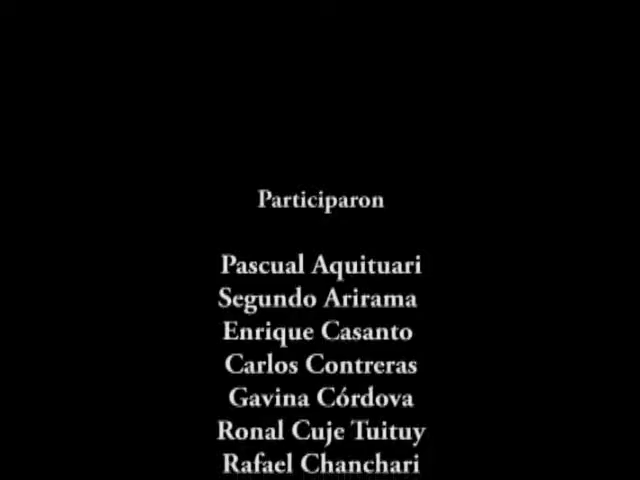 Participaron
Pascual Aquituari
Segundo Arirama
Enrique Casanto
Carlos Contreras
Gavina Córdova
Ronal Cuje Tuituy
Rafael Chanchari